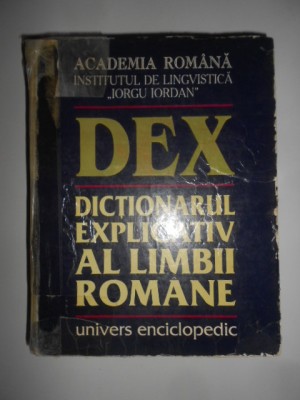 ACADEMIA ROMÂNĂ
INSTITUTUL DE LINGVISTICĂ
„IORGU IORDAN”
DEX
DICȚIONARUL
EXPLICATIV
AL LIMBII
ROMÂNE
univers enciclopedic